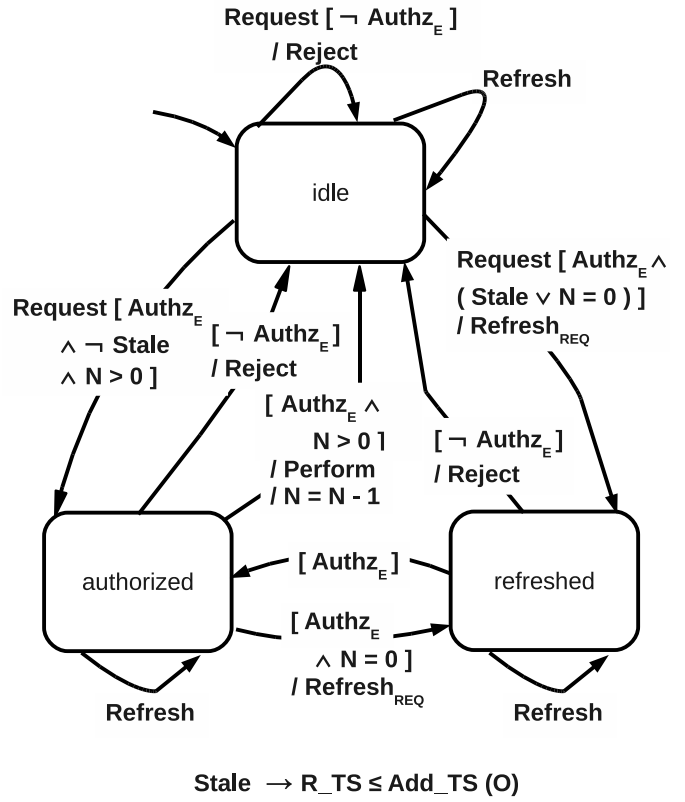 Request [ ¬ Authz_E ]
/ Reject
Refresh
idle
Request [ Authz_E
∧ ¬ Stale
∧ N > 0 ]
[ ¬ Authz_E ]
/ Reject
Request [ Authz_E ∧
( Stale ∨ N = 0 ) ]
/ Refresh_REQ
[ Authz_E ∧
N > 0 ]
/ Perform
/ N = N - 1
[ ¬ Authz_E ]
/ Reject
authorized
[ Authz_E ]
refreshed
[ Authz_E
∧ N = 0 ]
/ Refresh_REQ
Refresh
Refresh
Stale → R_TS ≤ Add_TS (O)